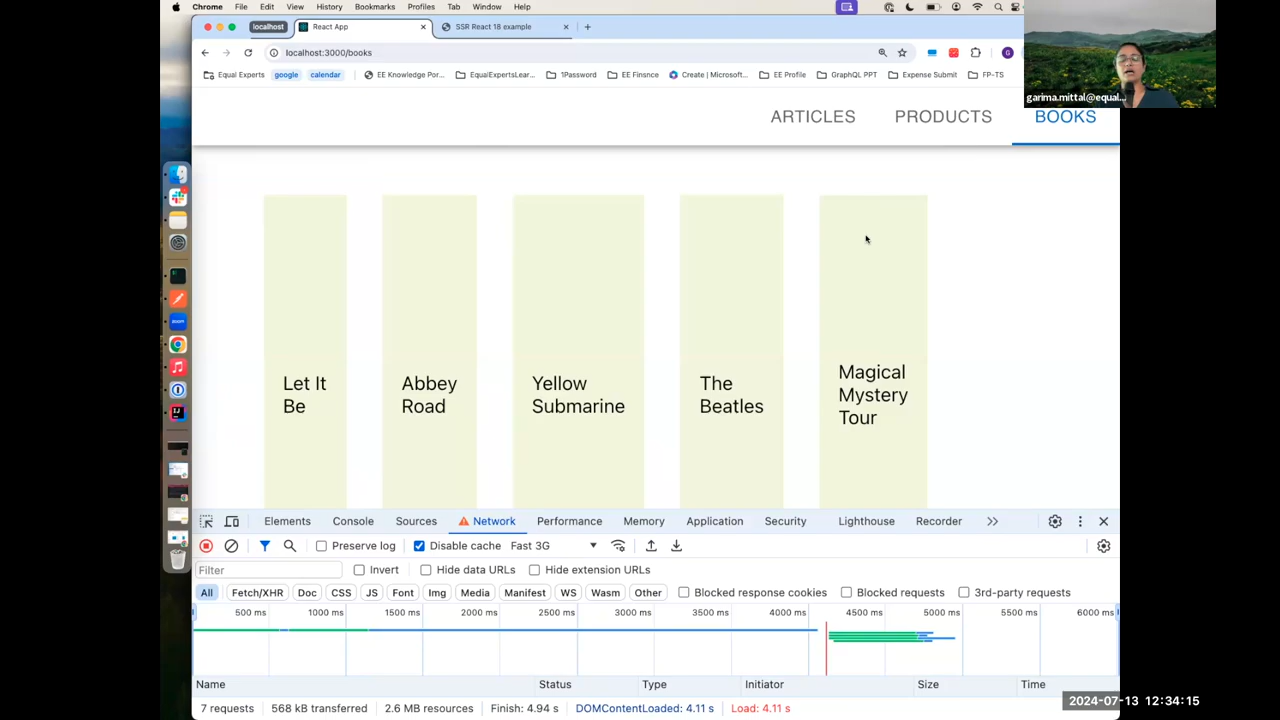 Chrome File Edit View History Bookmarks Profiles Tab Window Help
localhost React App SSR React 18 example
localhost:3000/books
Equal Experts google calendar EE Knowledge Por... EqualExpertsLear... 1Password EE Finsnce Create | Microsoft... EE Profile GraphQL PPT Expense Submit FP-TS
garima.mittal@equal...
ARTICLES PRODUCTS BOOKS
Let It
Be
Abbey
Road
Yellow
Submarine
The
Beatles
Magical
Mystery
Tour
Elements Console Sources Network Performance Memory Application Security Lighthouse Recorder
Preserve log Disable cache Fast 3G
Filter Invert Hide data URLs Hide extension URLs
All Fetch/XHR Doc CSS JS Font Img Media Manifest WS Wasm Other Blocked response cookies Blocked requests 3rd-party requests
500 ms 1000 ms 1500 ms 2000 ms 2500 ms 3000 ms 3500 ms 4000 ms 4500 ms 5000 ms 5500 ms 6000 ms
Name Status Type Initiator Size Time
7 requests 568 kB transferred 2.6 MB resources Finish: 4.94 s DOMContentLoaded: 4.11 s Load: 4.11 s
2024-07-13 12:34:15